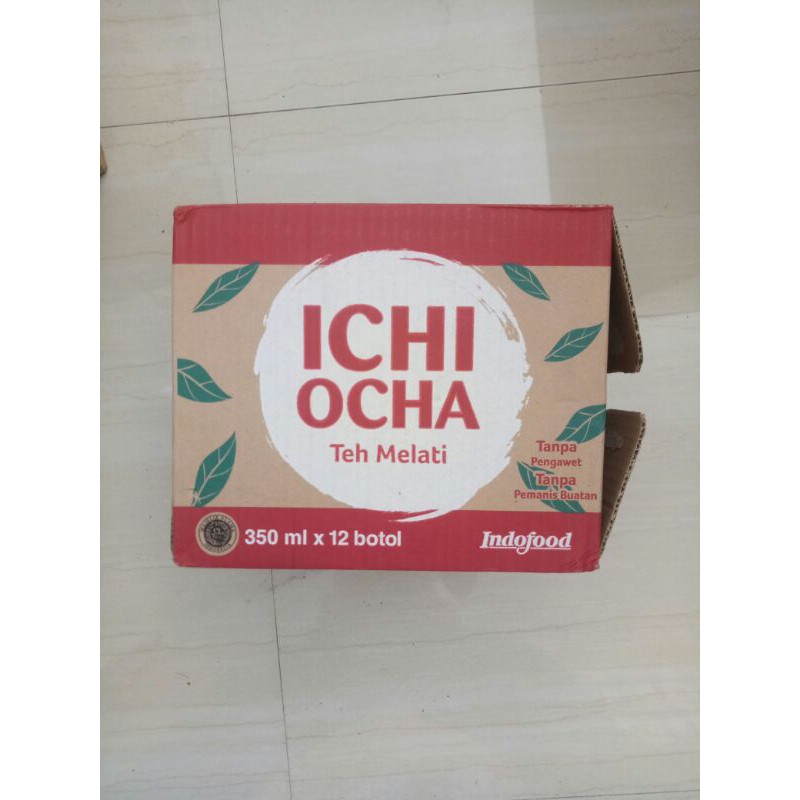 ICHI
OCHA
Teh Melati
Tanpa
Pengawet
Tanpa
Pemanis Buatan
350 ml x 12 botol
Indofood